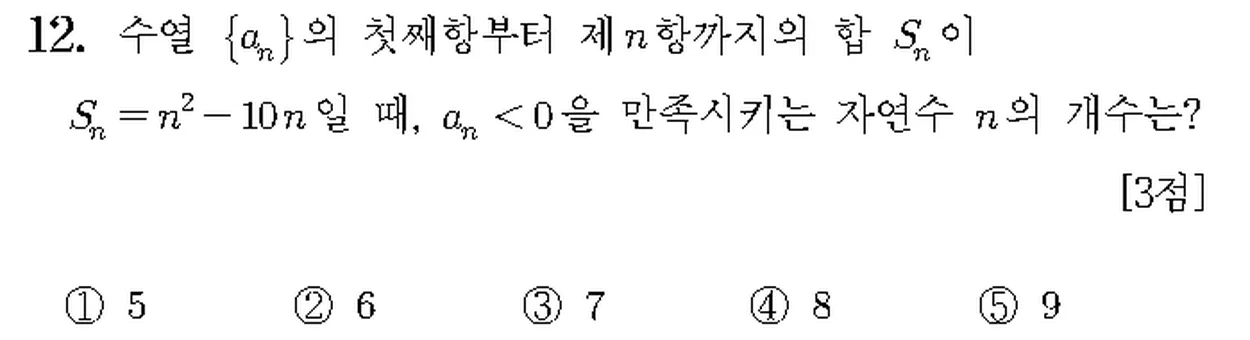 12. 수열 {aₙ}의 첫째항부터 제n항까지의 합 Sₙ이
Sₙ = n² − 10n일 때, aₙ < 0을 만족시키는 자연수 n의 개수는?
[3점]
① 5 ② 6 ③ 7 ④ 8 ⑤ 9